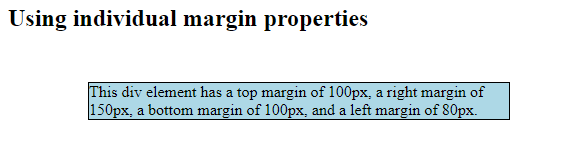 Using individual margin properties
This div element has a top margin of 100px, a right margin of
150px, a bottom margin of 100px, and a left margin of 80px.